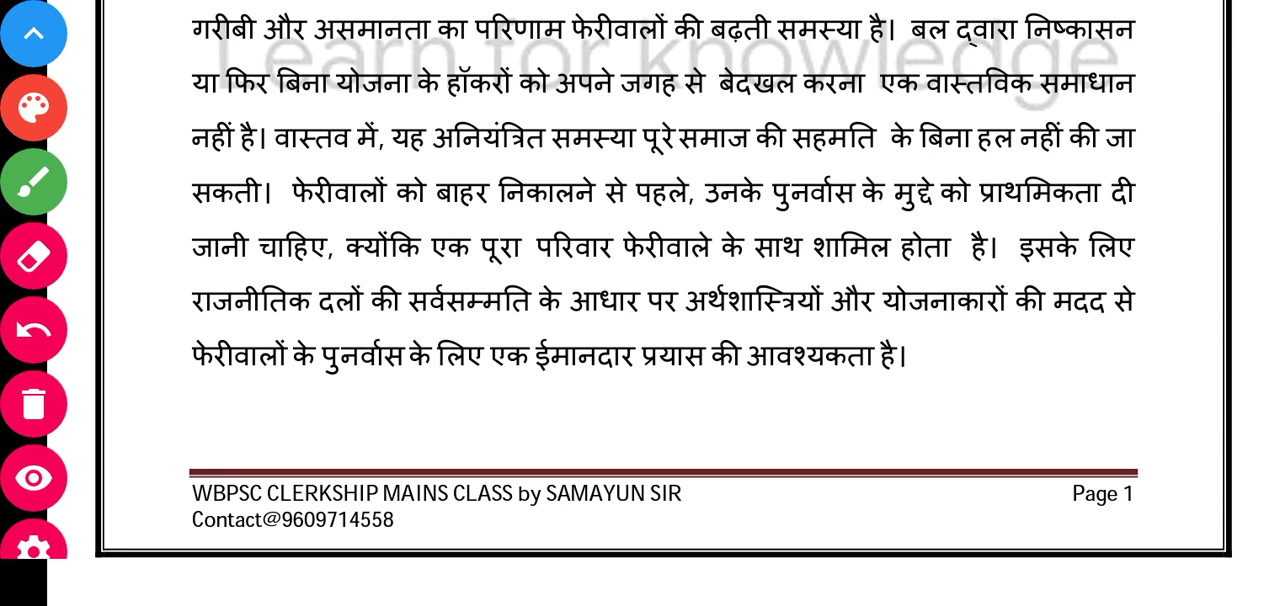 गरीबी और असमानता का परिणाम फेरीवालों की बढ़ती समस्या है। बल द्वारा निष्कासन
या फिर बिना योजना के हॉकरों को अपने जगह से बेदखल करना एक वास्तविक समाधान
नहीं है। वास्तव में, यह अनियंत्रित समस्या पूरे समाज की सहमति के बिना हल नहीं की जा
सकती। फेरीवालों को बाहर निकालने से पहले, उनके पुनर्वास के मुद्दे को प्राथमिकता दी
जानी चाहिए, क्योंकि एक पूरा परिवार फेरीवाले के साथ शामिल होता है। इसके लिए
राजनीतिक दलों की सर्वसम्मति के आधार पर अर्थशास्त्रियों और योजनाकारों की मदद से
फेरीवालों के पुनर्वास के लिए एक ईमानदार प्रयास की आवश्यकता है।
Learn for knowledge
WBPSC CLERKSHIP MAINS CLASS by SAMAYUN SIR Page 1
Contact@9609714558